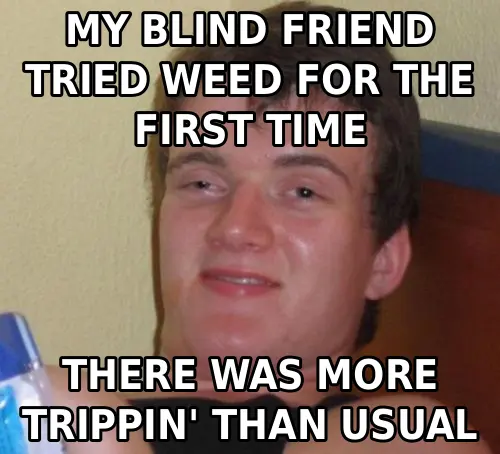 MY BLIND FRIEND
TRIED WEED FOR THE
FIRST TIME
THERE WAS MORE
TRIPPIN' THAN USUAL